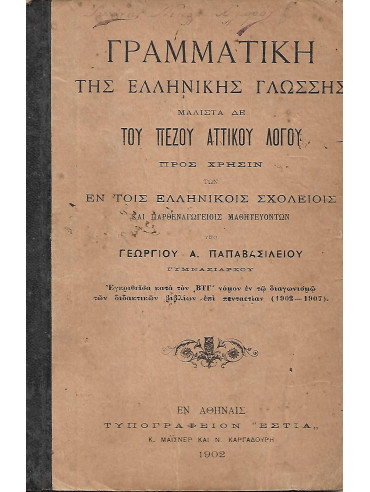 ΓΡΑΜΜΑΤΙΚΗ
ΤΗΣ ΕΛΛΗΝΙΚΗΣ ΓΛΩΣΣΗΣ
ΜΑΛΙΣΤΑ ΔΕ
ΤΟΥ ΠΕΖΟΥ ΑΤΤΙΚΟΥ ΛΟΓΟΥ
ΠΡΟΣ ΧΡΗΣΙΝ
ΤΩΝ
ΕΝ ΤΟΙΣ ΕΛΛΗΝΙΚΟΙΣ ΣΧΟΛΕΙΟΙΣ
ΚΑΙ ΠΑΡΘΕΝΑΓΩΓΕΙΟΙΣ ΜΑΘΗΤΕΥΟΝΤΩΝ
ΥΠΟ
ΓΕΩΡΓΙΟΥ Α. ΠΑΠΑΒΑΣΙΛΕΙΟΥ
ΓΥΜΝΑΣΙΑΡΧΟΥ
Ἐγκριθεῖσα κατὰ τὸν ΒΤΓ΄ νόμον ἐν τῷ διαγωνισμῷ
τῶν διδακτικῶν βιβλίων ἐπὶ πενταετίαν (1902—1907).
ΕΝ ΑΘΗΝΑΙΣ
ΤΥΠΟΓΡΑΦΕΙΟΝ "ΕΣΤΙΑ„
Κ. ΜΑΪΣΝΕΡ ΚΑΙ Ν. ΚΑΡΓΑΔΟΥΡΗ
1902